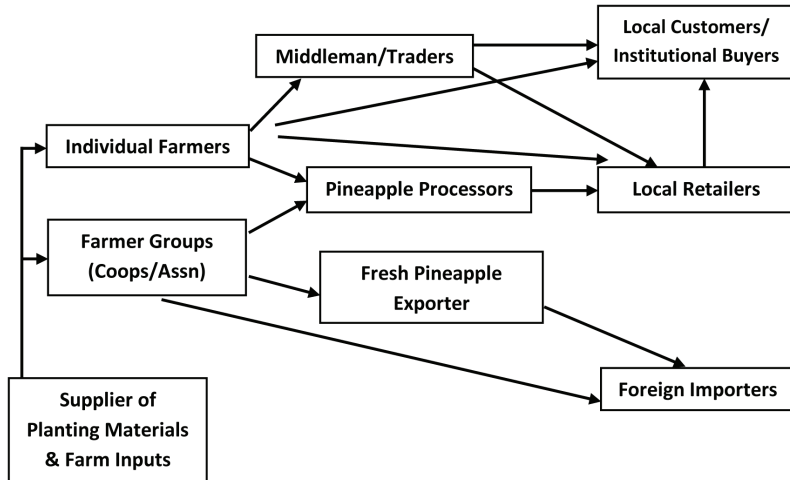 Local Customers/
Institutional Buyers
Middleman/Traders
Individual Farmers
Pineapple Processors
Local Retailers
Farmer Groups
(Coops/Assn)
Fresh Pineapple
Exporter
Foreign Importers
Supplier of
Planting Materials
& Farm Inputs